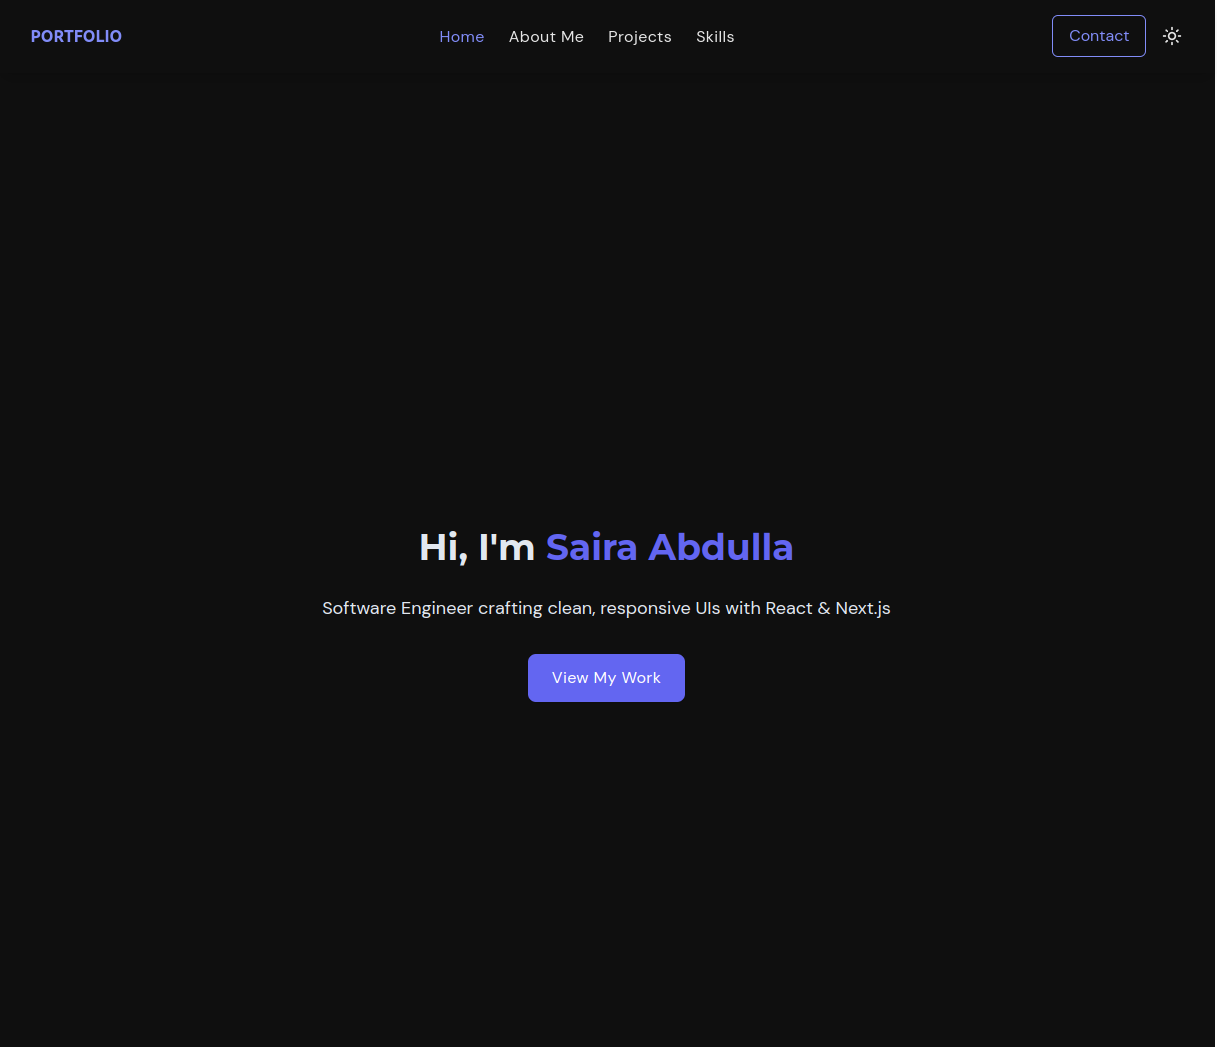 PORTFOLIO
Home About Me Projects Skills
Contact
Hi, I'm Saira Abdulla
Software Engineer crafting clean, responsive UIs with React & Next.js
View My Work